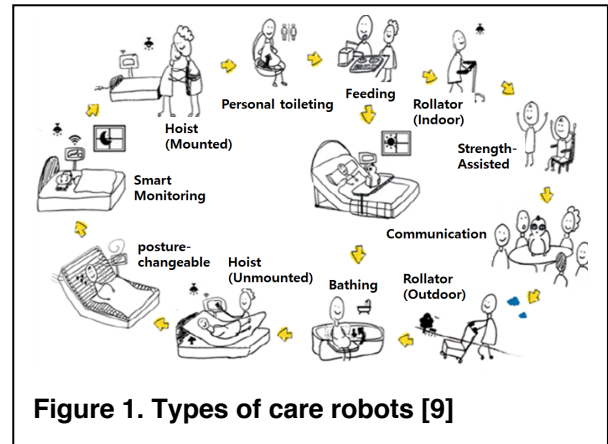 Hoist
(Mounted)
Personal toileting
Feeding
Rollator
(Indoor)
Strength-
Assisted
Smart
Monitoring
Communication
posture-
changeable
Hoist
(Unmounted)
Bathing
Rollator
(Outdoor)
Figure 1. Types of care robots [9]